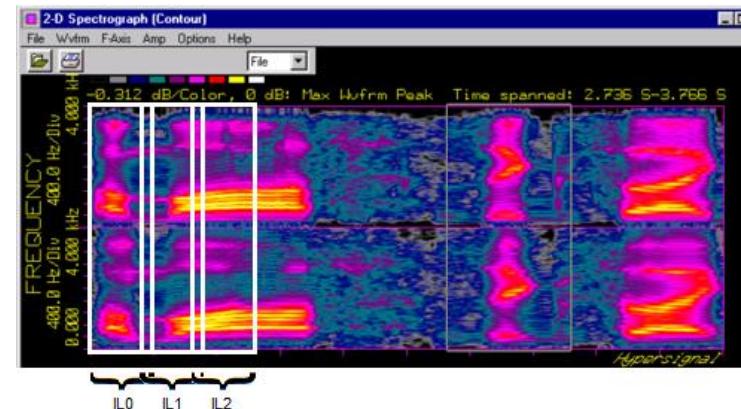 2-D Spectrograph (Contour)
File Wvfrm F-Axis Amp Options Help
File
-0.312 dB/Color, 0 dB: Max Wvfrm Peak Time spanned: 2.736 S-3.766 S
FREQUENCY
400.0 Hz/Div
4.000 kHz
400.0 Hz/Div
0.000
4.000 kHz
Hypersignal
IL0 IL1 IL2